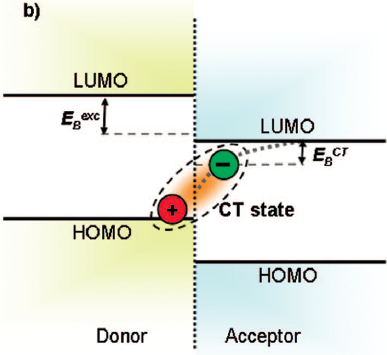 b)
LUMO
E_B^exc
LUMO
E_B^CT
+
−
CT state
HOMO
HOMO
Donor
Acceptor